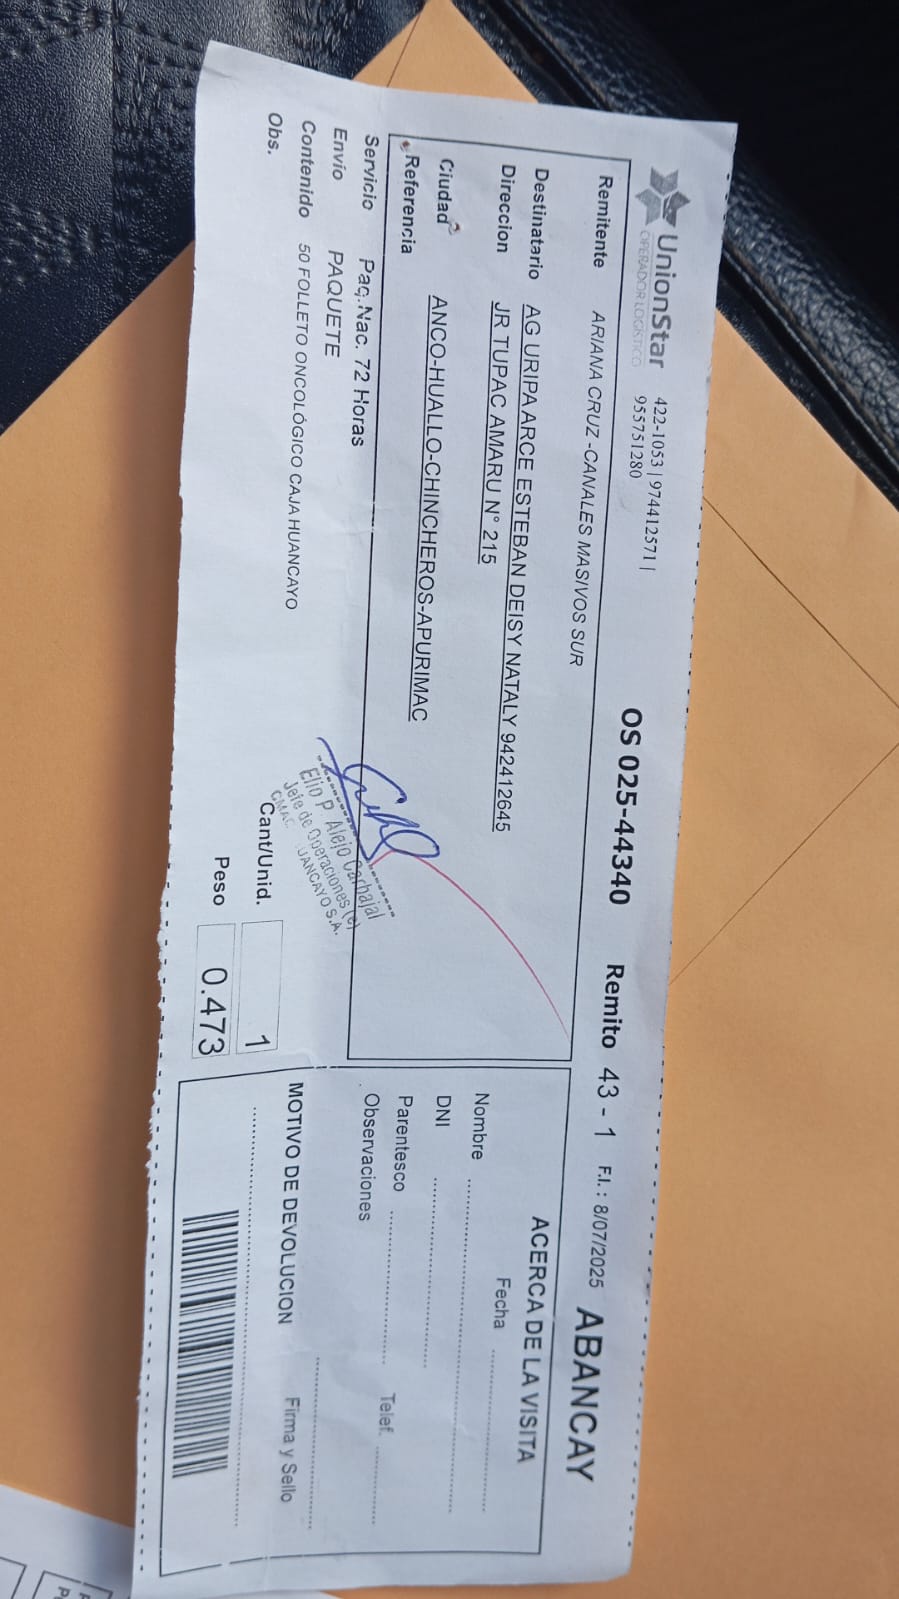 UnionStar
OPERADOR LOGÍSTICO
422-1053 | 974412571 |
955751280
OS 025-44340
Remito 43 - 1
F.I. : 8/07/2025
ABANCAY
Remitente ARIANA CRUZ -CANALES MASIVOS SUR
Destinatario AG URIPA ARCE ESTEBAN DEISY NATALY 942412645
Direccion JR TUPAC AMARU N° 215
Ciudad ANCO-HUALLO-CHINCHEROS-APURIMAC
Referencia
Servicio Paq.Nac. 72 Horas
Envío PAQUETE
Contenido 50 FOLLETO ONCOLÓGICO CAJA HUANCAYO
Obs.
Elio P. Alejo Carhajal
Jefe de Operaciones (e)
CMAC HUANCAYO S.A.
Cant/Unid. 1
Peso 0.473
ACERCA DE LA VISITA
Fecha
Nombre
DNI
Parentesco
Telef.
Observaciones
MOTIVO DE DEVOLUCION
Firma y Sello